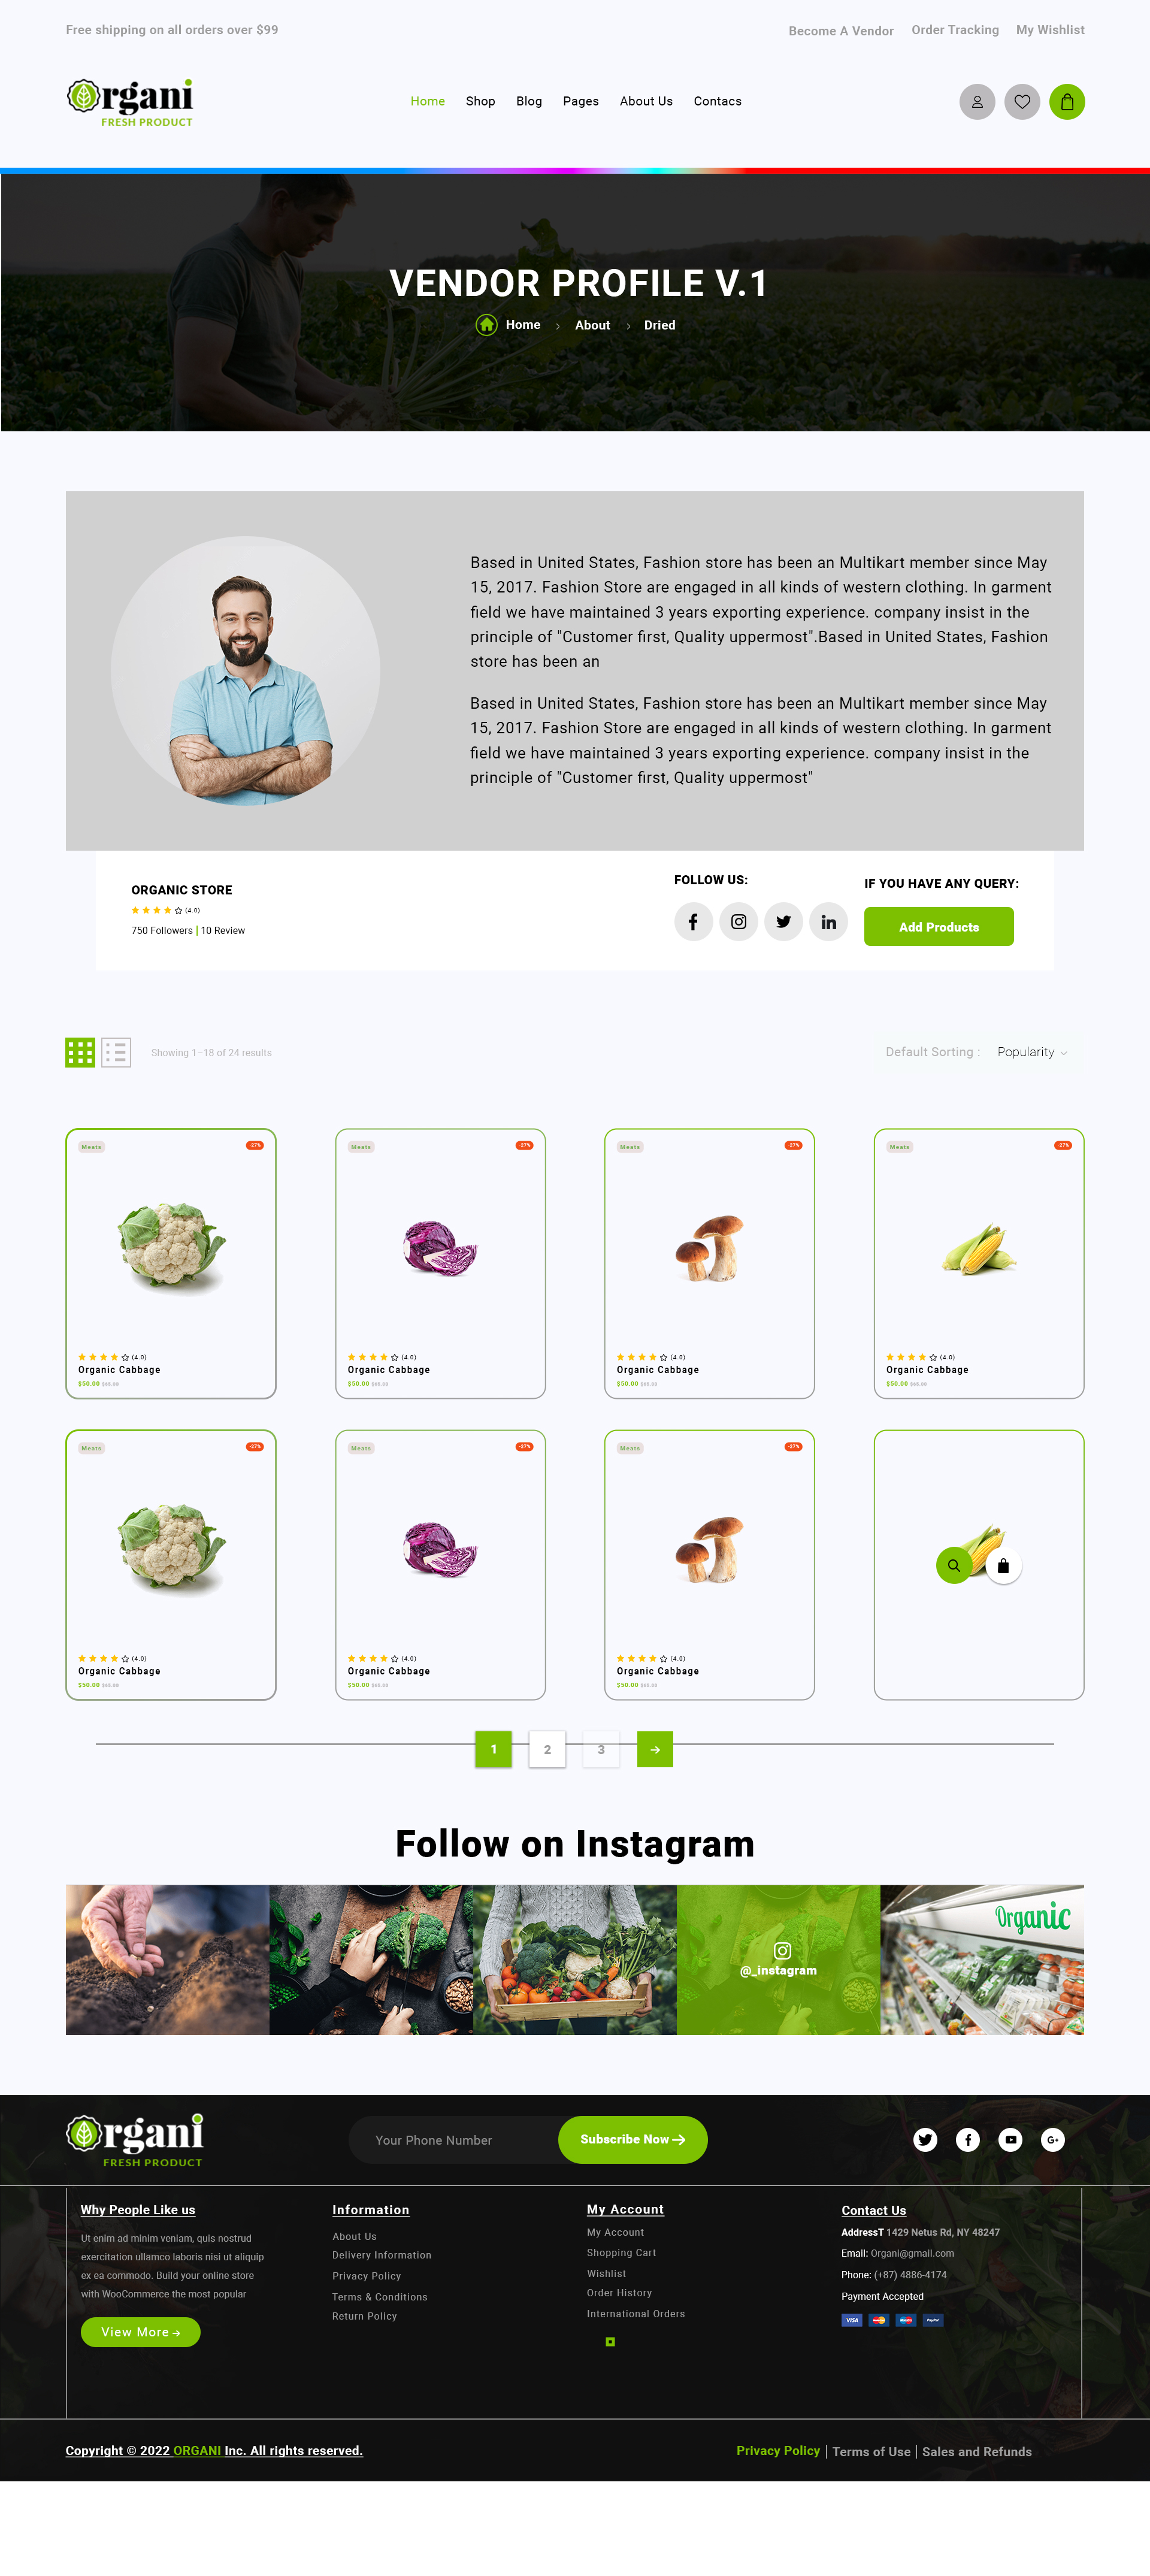 Free shipping on all orders over $99
Become A Vendor Order Tracking My Wishlist
Organi
FRESH PRODUCT
Home Shop Blog Pages About Us Contacs
VENDOR PROFILE V.1
Home › About › Dried
Based in United States, Fashion store has been an Multikart member since May
15, 2017. Fashion Store are engaged in all kinds of western clothing. In garment
field we have maintained 3 years exporting experience. company insist in the
principle of "Customer first, Quality uppermost".Based in United States, Fashion
store has been an
Based in United States, Fashion store has been an Multikart member since May
15, 2017. Fashion Store are engaged in all kinds of western clothing. In garment
field we have maintained 3 years exporting experience. company insist in the
principle of "Customer first, Quality uppermost"
ORGANIC STORE
(4.0)
750 Followers | 10 Review
FOLLOW US:
IF YOU HAVE ANY QUERY:
Add Products
Showing 1–18 of 24 results
Default Sorting : Popularity
Meats -27% Meats -27% Meats -27% Meats -27%
(4.0) (4.0) (4.0) (4.0)
Organic Cabbage Organic Cabbage Organic Cabbage Organic Cabbage
$50.00 $50.00 $50.00 $50.00
Meats -27% Meats -27% Meats -27%
(4.0) (4.0) (4.0)
Organic Cabbage Organic Cabbage Organic Cabbage
$50.00 $50.00 $50.00
1 2 3
Follow on Instagram
@_instagram
Organic
Organi
FRESH PRODUCT
Your Phone Number
Subscribe Now
Why People Like us
Ut enim ad minim veniam, quis nostrud
exercitation ullamco laboris nisi ut aliquip
ex ea commodo. Build your online store
with WooCommerce the most popular
View More
Information
About Us
Delivery Information
Privacy Policy
Terms & Conditions
Return Policy
My Account
My Account
Shopping Cart
Wishlist
Order History
International Orders
Contact Us
AddressT 1429 Netus Rd, NY 48247
Email: Organi@gmail.com
Phone: (+87) 4886-4174
Payment Accepted
VISA PayPal
Copyright © 2022 ORGANI Inc. All rights reserved.
Privacy Policy | Terms of Use | Sales and Refunds